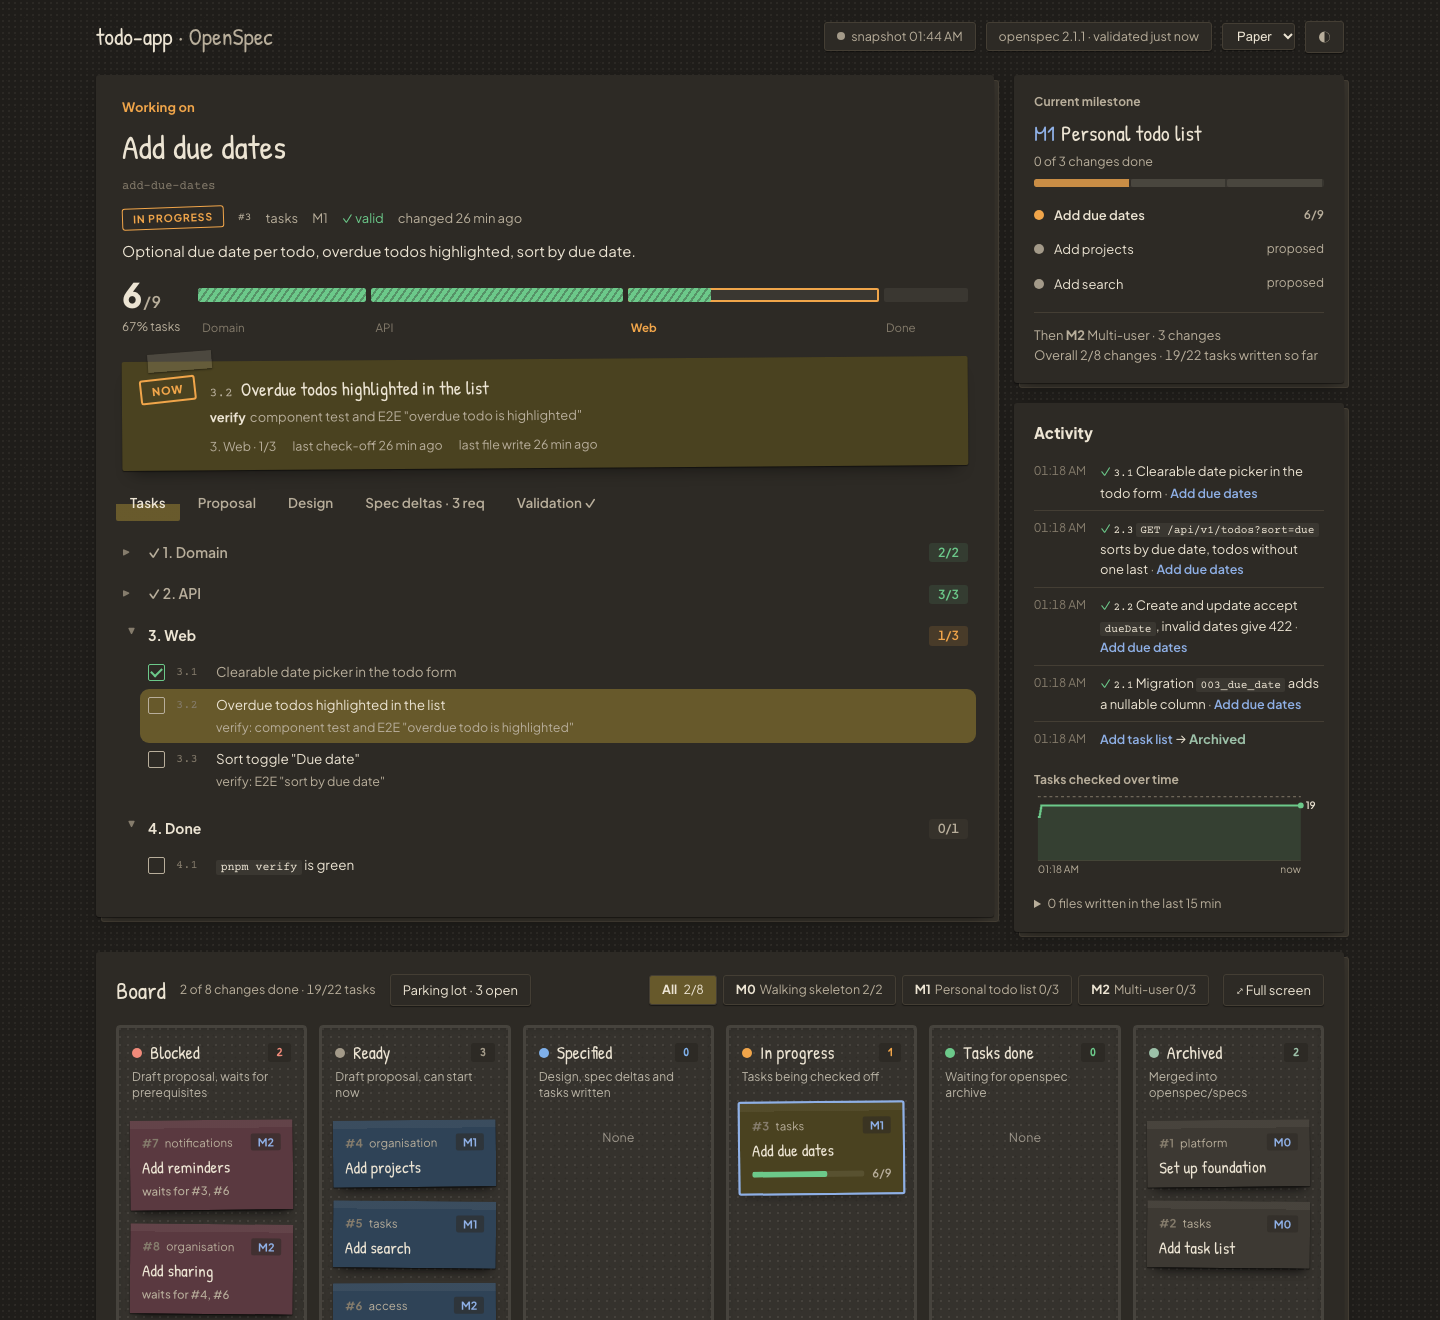 todo-app · OpenSpec
snapshot 01:44 AM
openspec 2.1.1 · validated just now
Paper
Working on
Add due dates
add-due-dates
IN PROGRESS #3 tasks M1 ✓ valid changed 26 min ago
Optional due date per todo, overdue todos highlighted, sort by due date.
6/9
67% tasks
Domain
API
Web
Done
NOW
3.2 Overdue todos highlighted in the list
verify component test and E2E "overdue todo is highlighted"
3. Web · 1/3 last check-off 26 min ago last file write 26 min ago
Tasks
Proposal
Design
Spec deltas · 3 req
Validation ✓
✓ 1. Domain 2/2
✓ 2. API 3/3
3. Web 1/3
3.1 Clearable date picker in the todo form
3.2 Overdue todos highlighted in the list
verify: component test and E2E "overdue todo is highlighted"
3.3 Sort toggle "Due date"
verify: E2E "sort by due date"
4. Done 0/1
4.1 pnpm verify is green
Current milestone
M1 Personal todo list
0 of 3 changes done
Add due dates 6/9
Add projects proposed
Add search proposed
Then M2 Multi-user · 3 changes
Overall 2/8 changes · 19/22 tasks written so far
Activity
01:18 AM ✓ 3.1 Clearable date picker in the
todo form · Add due dates
01:18 AM ✓ 2.3 GET /api/v1/todos?sort=due
sorts by due date, todos without
one last · Add due dates
01:18 AM ✓ 2.2 Create and update accept
dueDate, invalid dates give 422 ·
Add due dates
01:18 AM ✓ 2.1 Migration 003_due_date adds
a nullable column · Add due dates
01:18 AM Add task list → Archived
Tasks checked over time
19
01:18 AM now
0 files written in the last 15 min
Board
2 of 8 changes done · 19/22 tasks
Parking lot · 3 open
All 2/8
M0 Walking skeleton 2/2
M1 Personal todo list 0/3
M2 Multi-user 0/3
⤢ Full screen
Blocked 2
Draft proposal, waits for
prerequisites
#7 notifications M2
Add reminders
waits for #3, #6
#8 organisation M2
Add sharing
waits for #4, #6
Ready 3
Draft proposal, can start
now
#4 organisation M1
Add projects
#5 tasks M1
Add search
#6 access M2
Specified 0
Design, spec deltas and
tasks written
None
In progress 1
Tasks being checked off
#3 tasks M1
Add due dates
6/9
Tasks done 0
Waiting for openspec
archive
None
Archived 2
Merged into
openspec/specs
#1 platform M0
Set up foundation
#2 tasks M0
Add task list